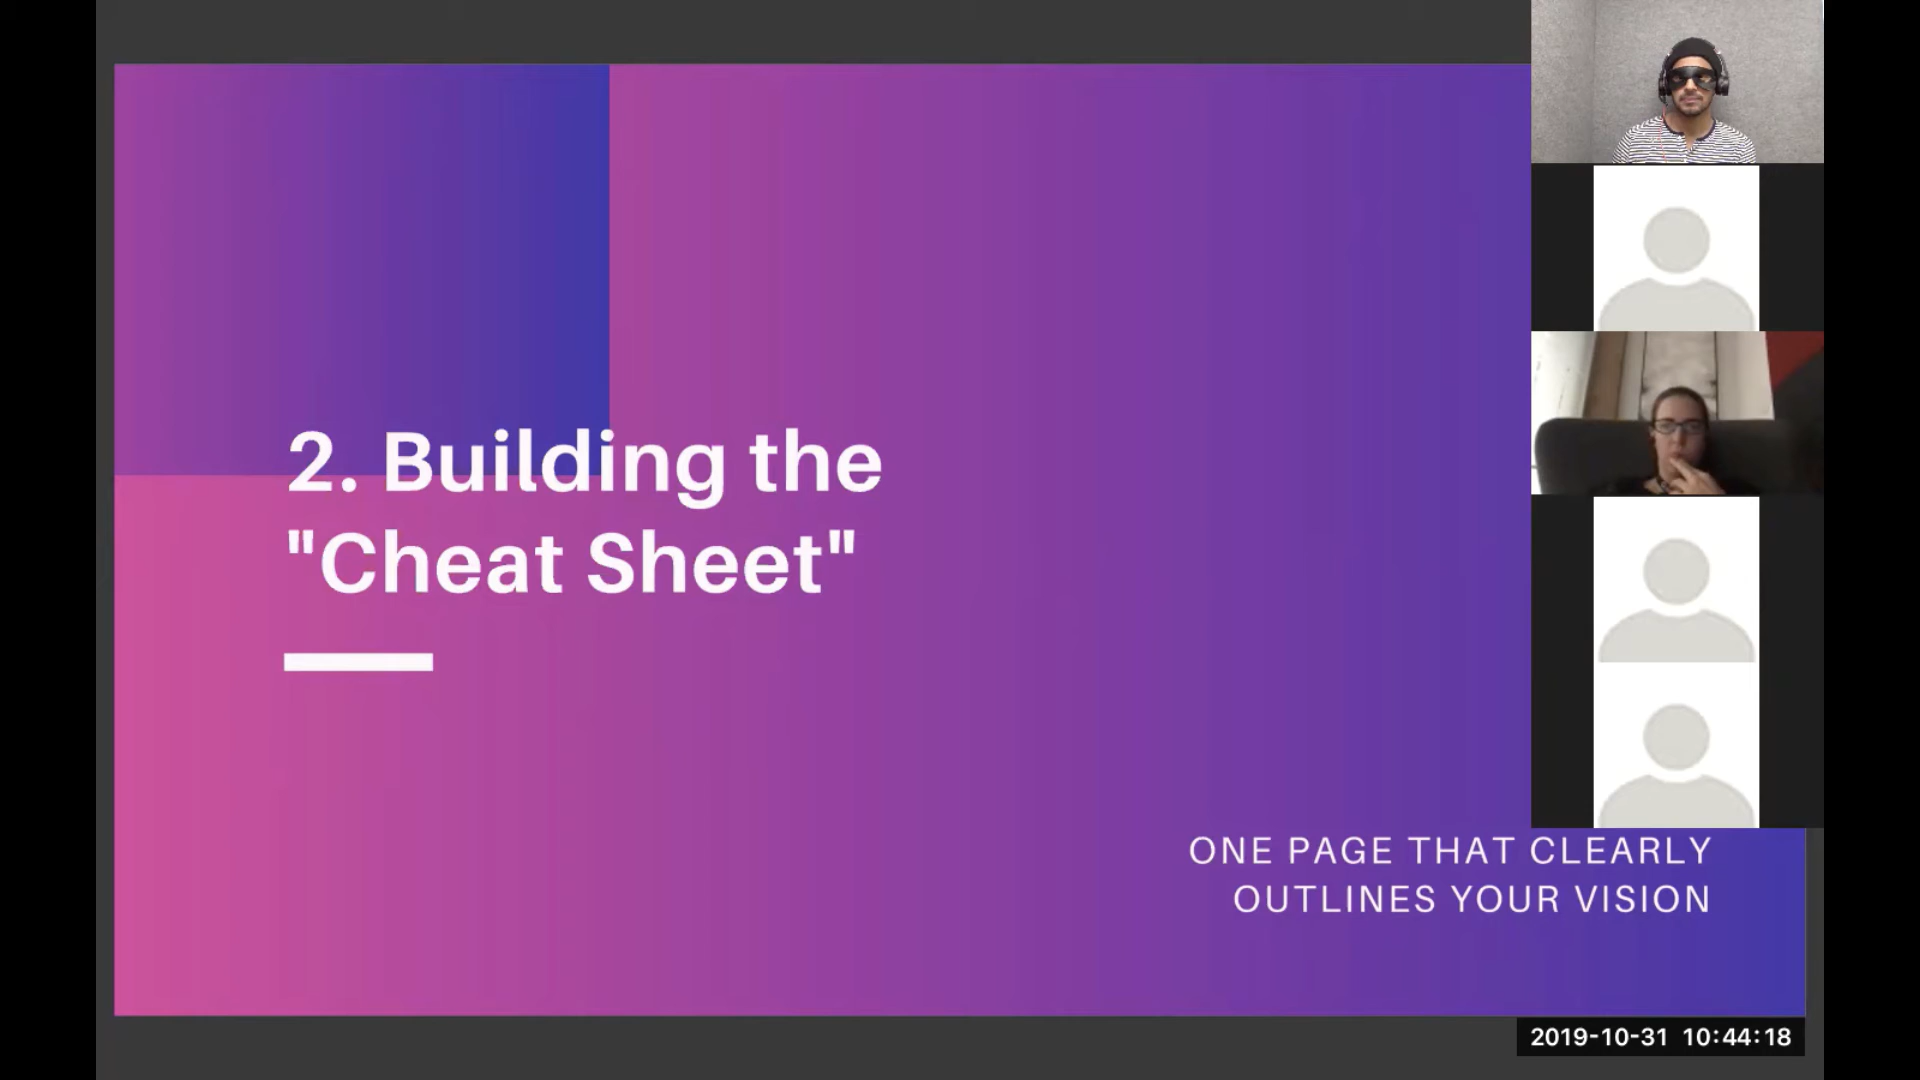 2. Building the
"Cheat Sheet"
ONE PAGE THAT CLEARLY
OUTLINES YOUR VISION
2019-10-31 10:44:18